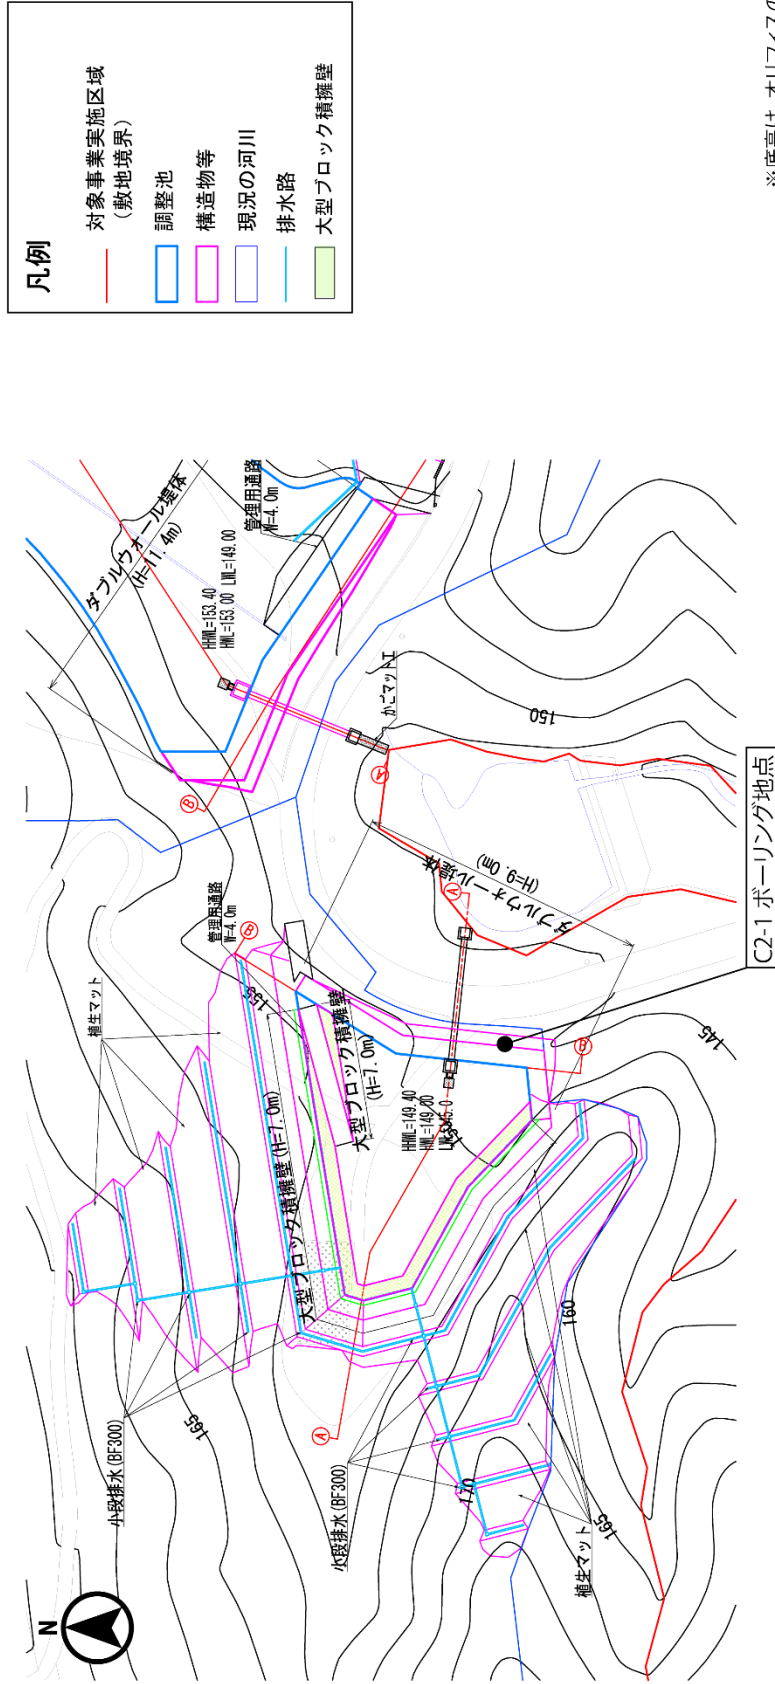 凡例
対象事業実施区域
(敷地境界)
調整池
構造物等
現況の河川
排水路
大型ブロック積擁壁
ダブルウォール堤体
(H=11.4m)
管理用通路
W=4.0m
HHWL=153.40
HWL=153.00 LWL=149.00
かごマット工
150
B
A
ダブルウォール堤体
(H=9.0m)
A
管理用通路
W=4.0m
B
植生マット
155
大型ブロック積擁壁
(H=7.0m)
大型ブロック積擁壁(H=7.0m)
HHWL=149.40
B
145
C2-1 ボーリング地点
小段排水(BF300)
165
A
小段排水(BF300)
170
160
植生マット
165
N